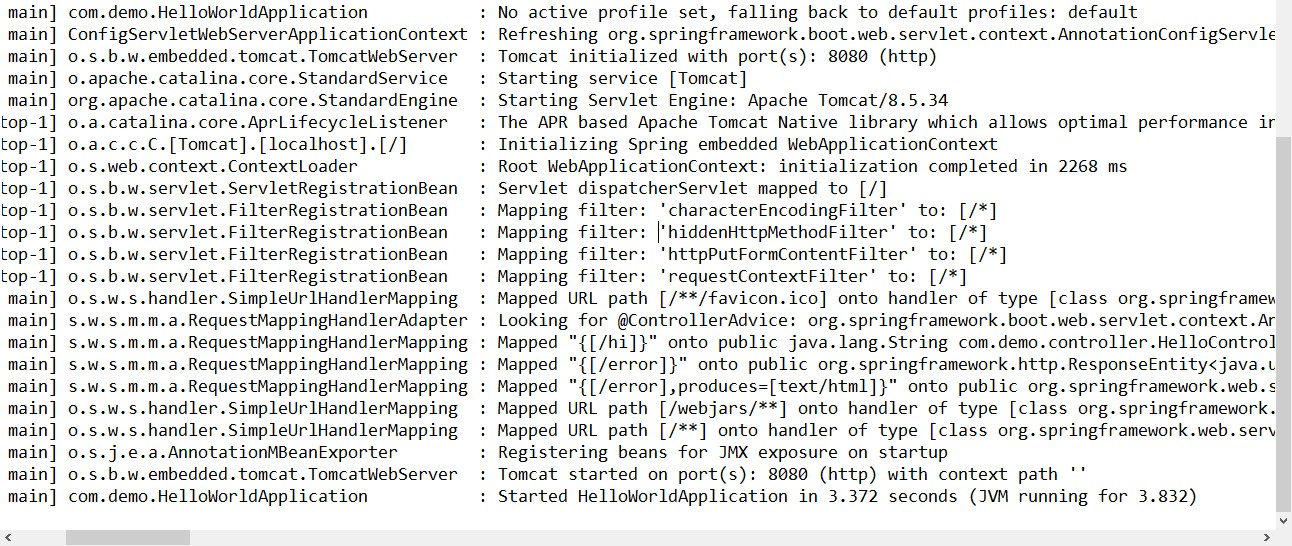 main] com.demo.HelloWorldApplication : No active profile set, falling back to default profiles: default
main] ConfigServletWebServerApplicationContext : Refreshing org.springframework.boot.web.servlet.context.AnnotationConfigServle
main] o.s.b.w.embedded.tomcat.TomcatWebServer : Tomcat initialized with port(s): 8080 (http)
main] o.apache.catalina.core.StandardService : Starting service [Tomcat]
main] org.apache.catalina.core.StandardEngine : Starting Servlet Engine: Apache Tomcat/8.5.34
top-1] o.a.catalina.core.AprLifecycleListener : The APR based Apache Tomcat Native library which allows optimal performance in
top-1] o.a.c.c.C.[Tomcat].[localhost].[/] : Initializing Spring embedded WebApplicationContext
top-1] o.s.web.context.ContextLoader : Root WebApplicationContext: initialization completed in 2268 ms
top-1] o.s.b.w.servlet.ServletRegistrationBean : Servlet dispatcherServlet mapped to [/]
top-1] o.s.b.w.servlet.FilterRegistrationBean : Mapping filter: 'characterEncodingFilter' to: [/*]
top-1] o.s.b.w.servlet.FilterRegistrationBean : Mapping filter: 'hiddenHttpMethodFilter' to: [/*]
top-1] o.s.b.w.servlet.FilterRegistrationBean : Mapping filter: 'httpPutFormContentFilter' to: [/*]
top-1] o.s.b.w.servlet.FilterRegistrationBean : Mapping filter: 'requestContextFilter' to: [/*]
main] o.s.w.s.handler.SimpleUrlHandlerMapping : Mapped URL path [/**/favicon.ico] onto handler of type [class org.springframew
main] s.w.s.m.m.a.RequestMappingHandlerAdapter : Looking for @ControllerAdvice: org.springframework.boot.web.servlet.context.An
main] s.w.s.m.m.a.RequestMappingHandlerMapping : Mapped "{[/hi]}" onto public java.lang.String com.demo.controller.HelloControl
main] s.w.s.m.m.a.RequestMappingHandlerMapping : Mapped "{[/error]}" onto public org.springframework.http.ResponseEntity<java.u
main] s.w.s.m.m.a.RequestMappingHandlerMapping : Mapped "{[/error],produces=[text/html]}" onto public org.springframework.web.s
main] o.s.w.s.handler.SimpleUrlHandlerMapping : Mapped URL path [/webjars/**] onto handler of type [class org.springframework.
main] o.s.w.s.handler.SimpleUrlHandlerMapping : Mapped URL path [/**] onto handler of type [class org.springframework.web.serv
main] o.s.j.e.a.AnnotationMBeanExporter : Registering beans for JMX exposure on startup
main] o.s.b.w.embedded.tomcat.TomcatWebServer : Tomcat started on port(s): 8080 (http) with context path ''
main] com.demo.HelloWorldApplication : Started HelloWorldApplication in 3.372 seconds (JVM running for 3.832)